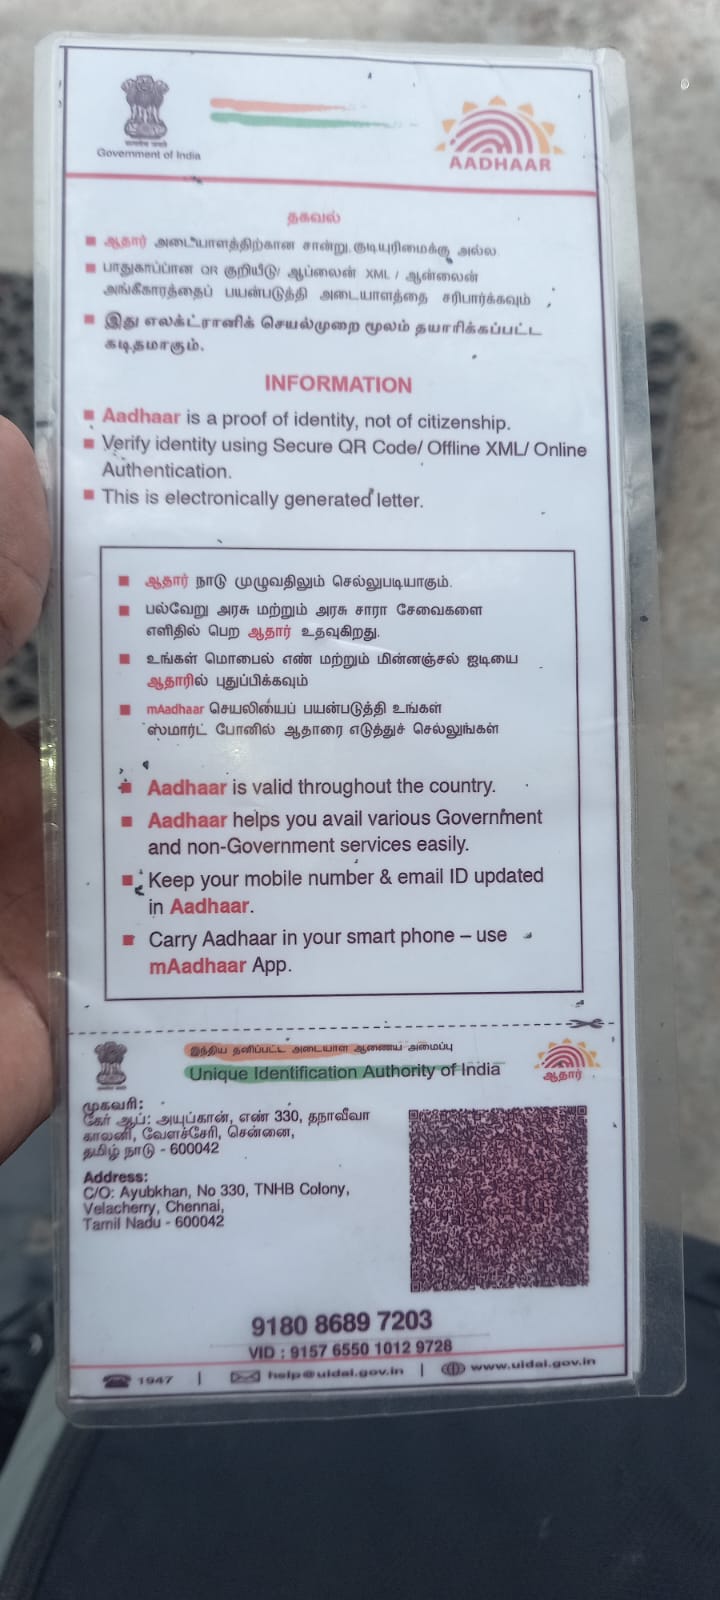 Government of India
AADHAAR
தகவல்
ஆதார் அடையாளத்திற்கான சான்று, குடியுரிமைக்கு அல்ல
பாதுகாப்பான QR குறியீடு/ ஆப்லைன் XML / ஆன்லைன்
அங்கீகாரத்தைப் பயன்படுத்தி அடையாளத்தை சரிபார்க்கவும்
இது எலக்ட்ரானிக் செயல்முறை மூலம் தயாரிக்கப்பட்ட
கடிதமாகும்.
INFORMATION
Aadhaar is a proof of identity, not of citizenship.
Verify identity using Secure QR Code/ Offline XML/ Online
Authentication.
This is electronically generated letter.
ஆதார் நாடு முழுவதிலும் செல்லுபடியாகும்.
பல்வேறு அரசு மற்றும் அரசு சாரா சேவைகளை
எளிதில் பெற ஆதார் உதவுகிறது.
உங்கள் மொபைல் எண் மற்றும் மின்னஞ்சல் ஐடியை
ஆதாரில் புதுப்பிக்கவும்
mAadhaar செயலியைப் பயன்படுத்தி உங்கள்
ஸ்மார்ட் போனில் ஆதாரை எடுத்துச் செல்லுங்கள்
Aadhaar is valid throughout the country.
Aadhaar helps you avail various Government
and non-Government services easily.
Keep your mobile number & email ID updated
in Aadhaar.
Carry Aadhaar in your smart phone – use
mAadhaar App.
இந்திய தனிப்பட்ட அடையாள ஆணைய அமைப்பு
Unique Identification Authority of India
ஆதார்
முகவரி:
கேர் ஆப்: அயுப்கான், எண் 330, தநாவீவா
காலனி, வேளச்சேரி, சென்னை,
தமிழ் நாடு - 600042
Address:
C/O: Ayubkhan, No 330, TNHB Colony,
Velacherry, Chennai,
Tamil Nadu - 600042
9180 8689 7203
VID : 9157 6550 1012 9728
1947 | help@uidai.gov.in | www.uidai.gov.in